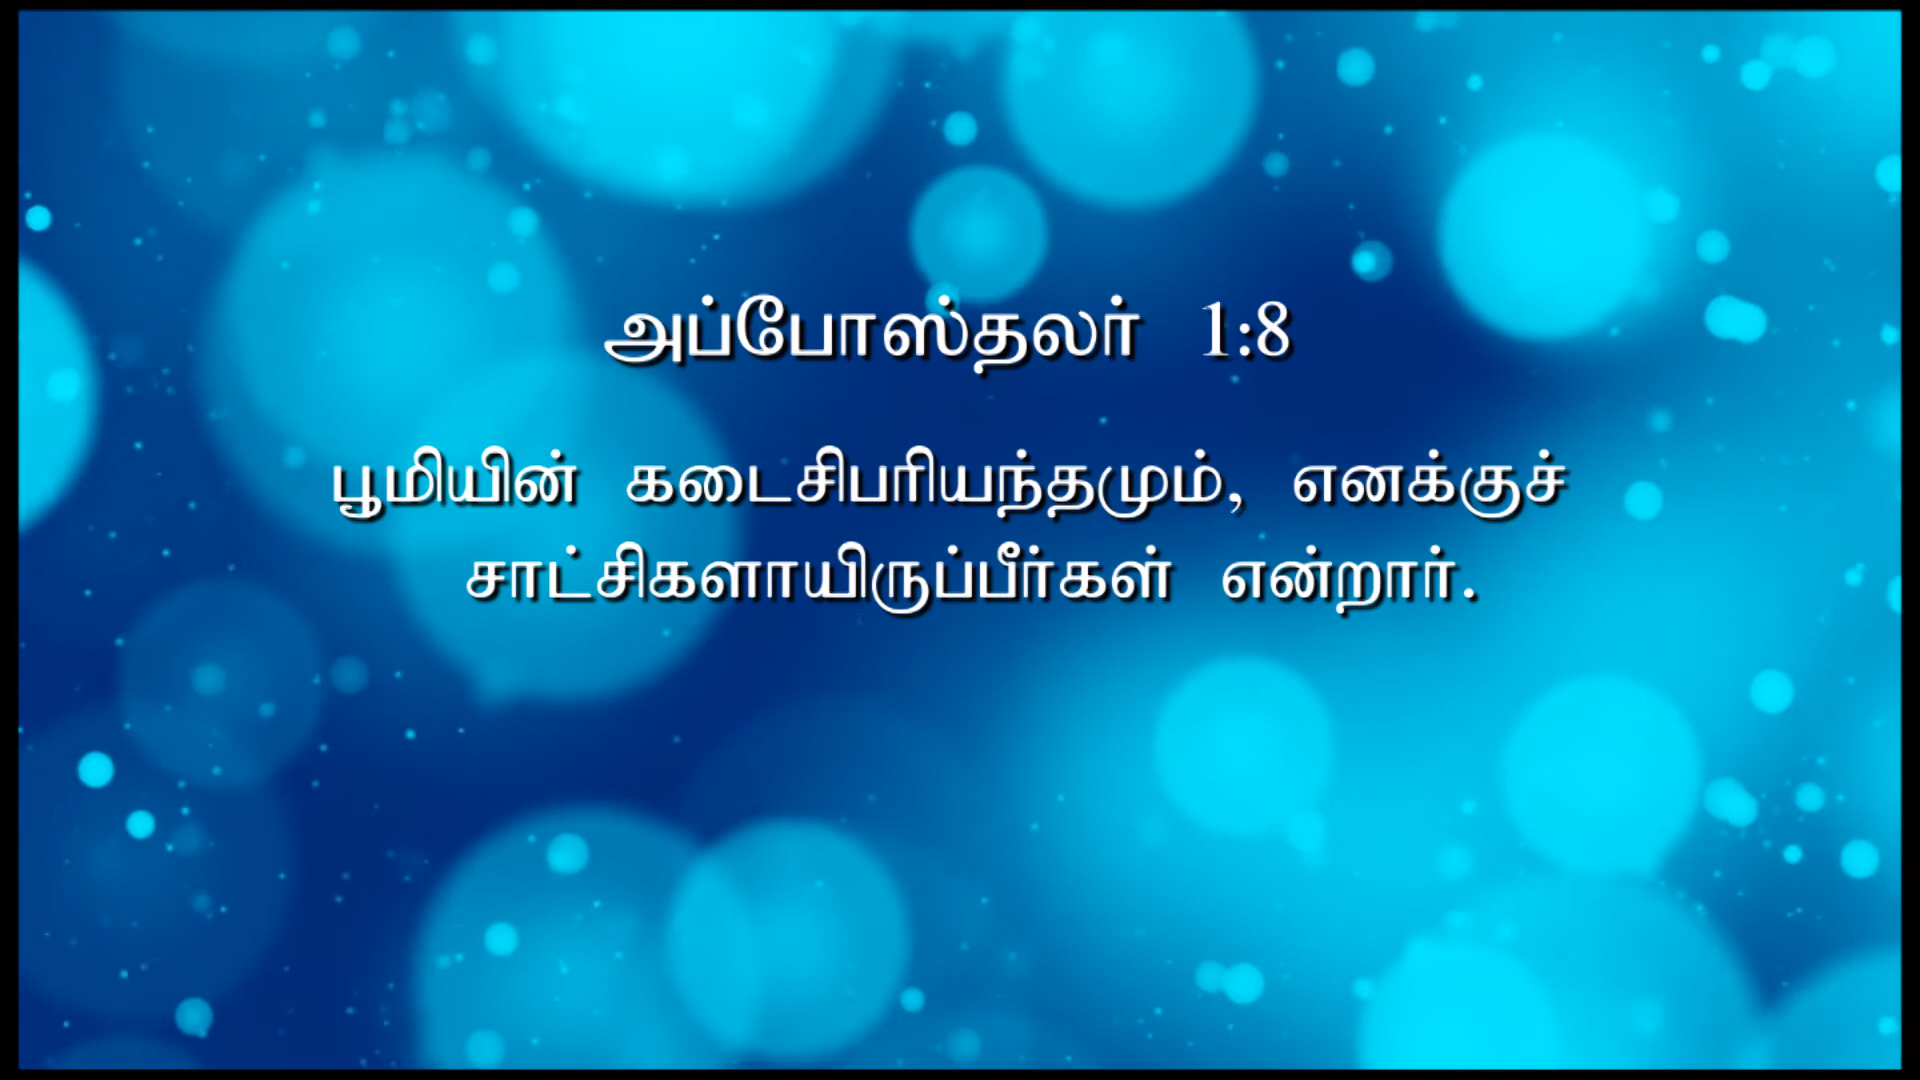 அப்போஸ்தலர் 1:8
பூமியின் கடைசிபரியந்தமும், எனக்குச்
சாட்சிகளாயிருப்பீர்கள் என்றார்.